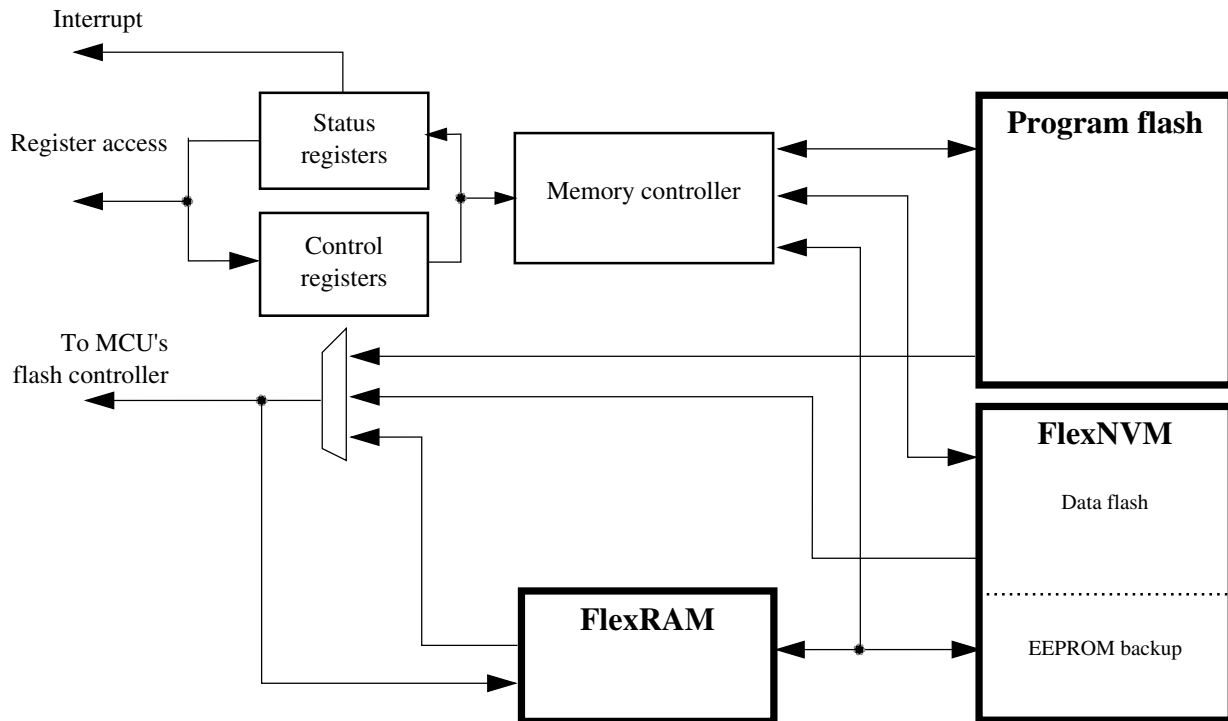 Interrupt
Register access
Status
registers
Control
registers
Memory controller
Program flash
To MCU's
flash controller
FlexNVM
Data flash
EEPROM backup
FlexRAM